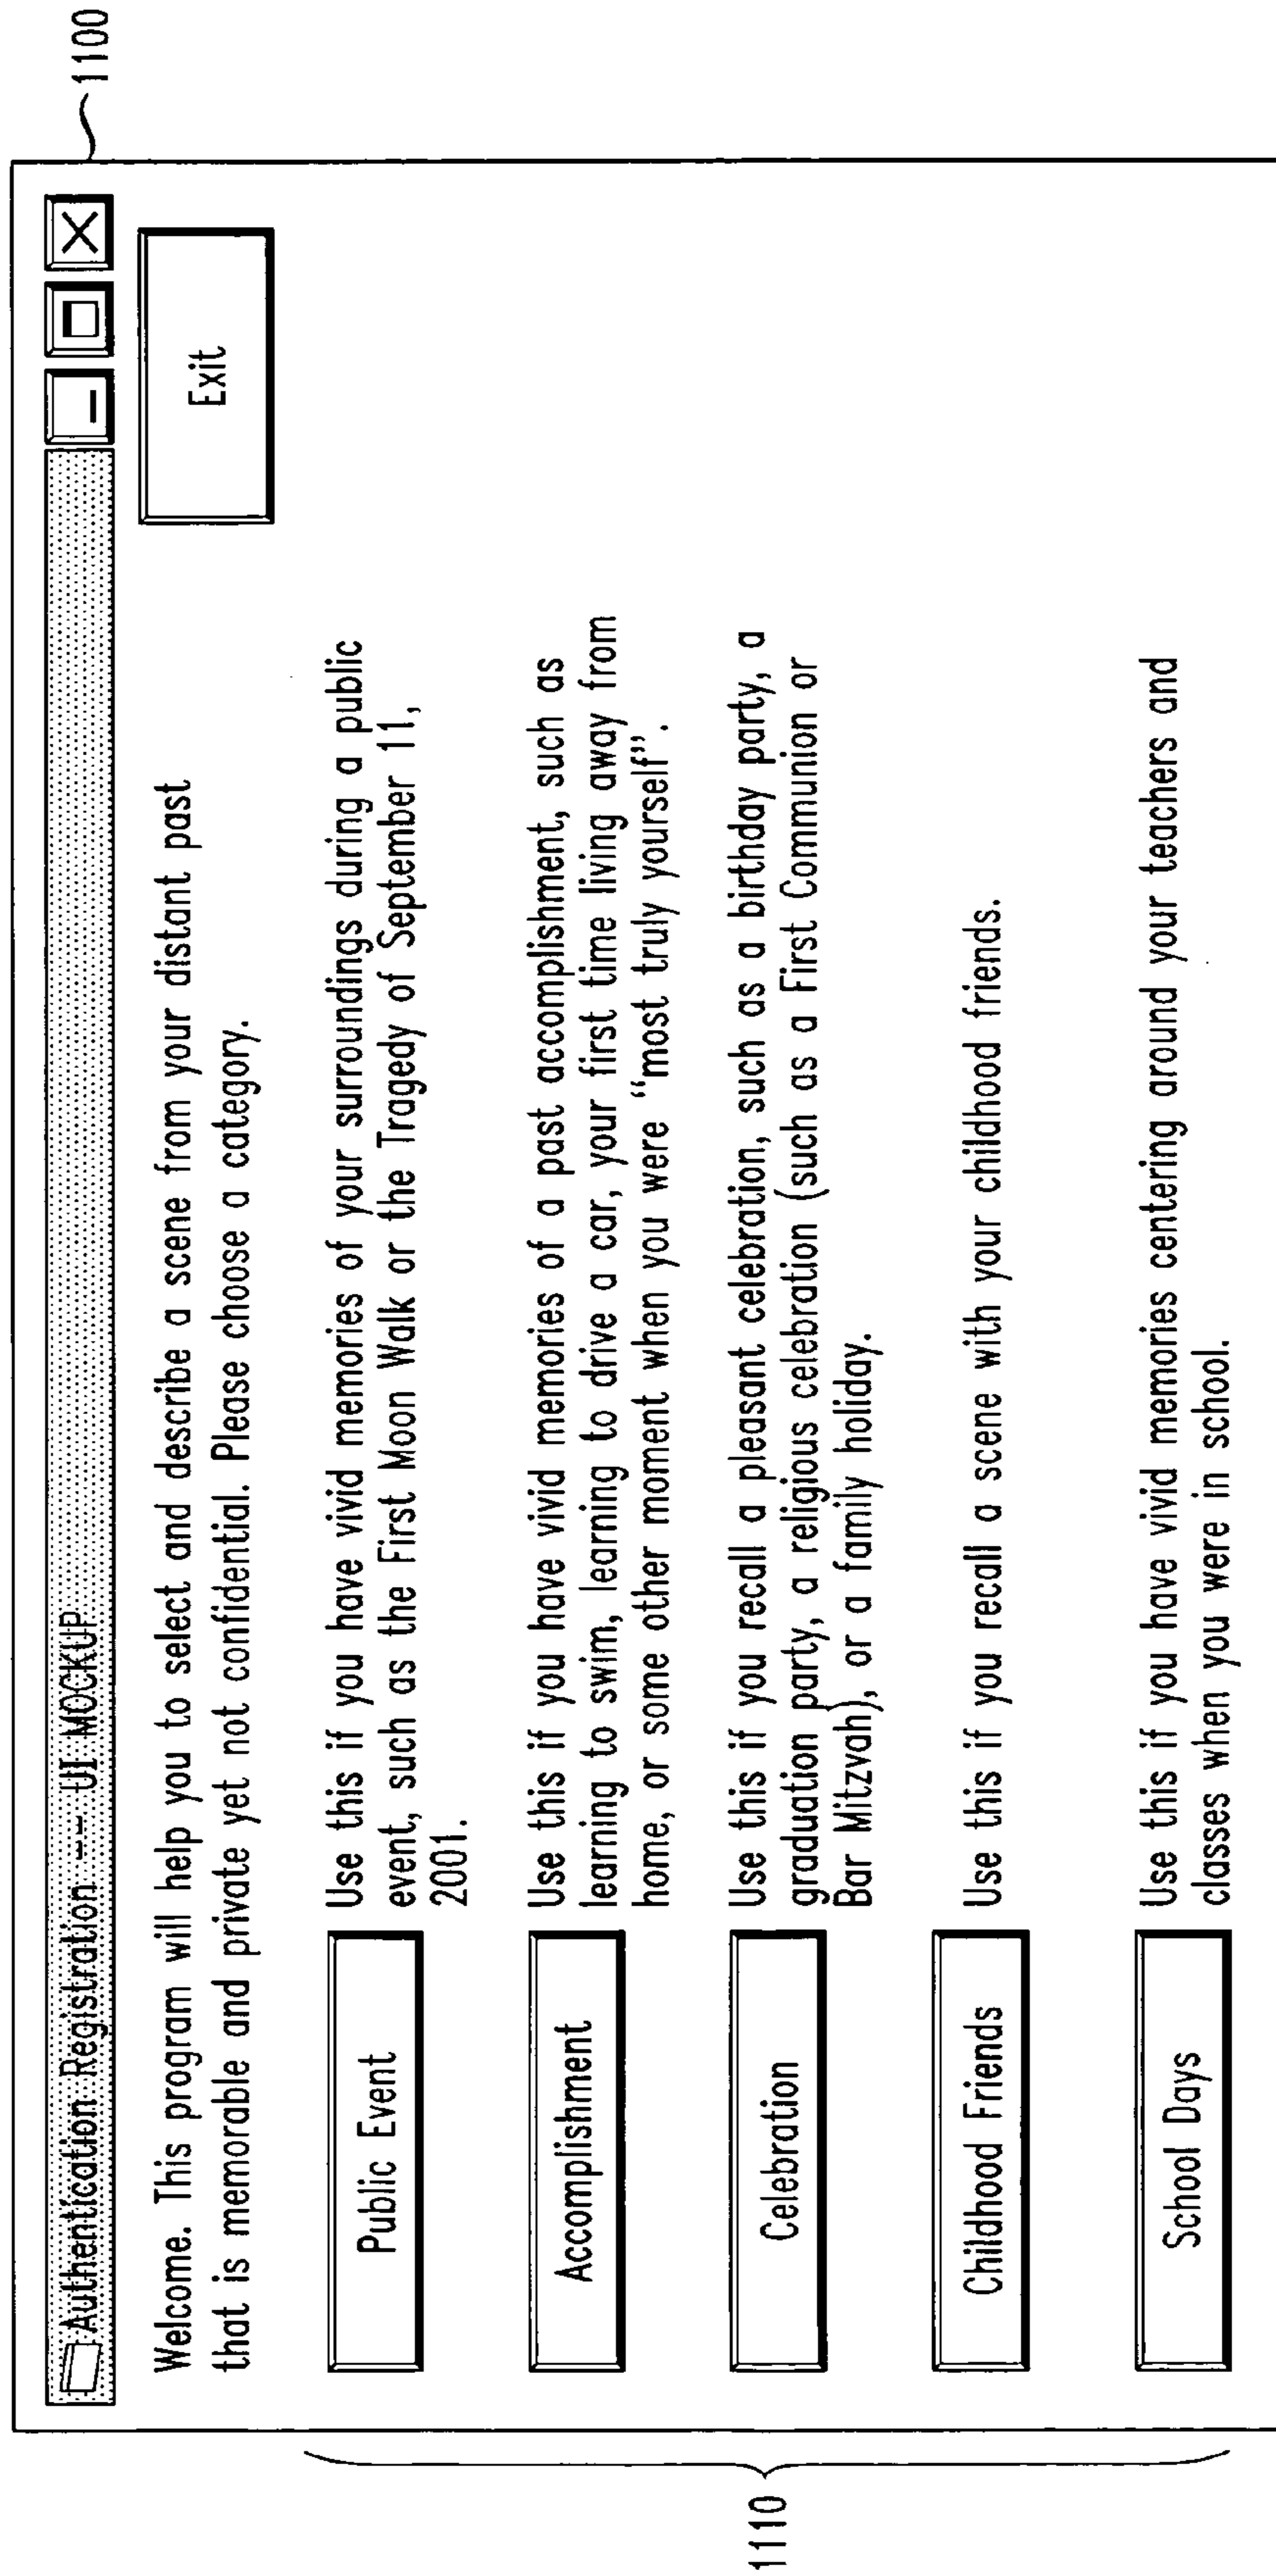 1100
Authentication Registration --- UI MOCKUP
Exit
Welcome. This program will help you to select and describe a scene from your distant past
that is memorable and private yet not confidential. Please choose a category.
Public Event
Use this if you have vivid memories of your surroundings during a public
event, such as the First Moon Walk or the Tragedy of September 11,
2001.
Accomplishment
Use this if you have vivid memories of a past accomplishment, such as
learning to swim, learning to drive a car, your first time living away from
home, or some other moment when you were “most truly yourself”.
Celebration
Use this if you recall a pleasant celebration, such as a birthday party, a
graduation party, a religious celebration (such as a First Communion or
Bar Mitzvah), or a family holiday.
Childhood Friends
Use this if you recall a scene with your childhood friends.
School Days
Use this if you have vivid memories centering around your teachers and
classes when you were in school.
1110